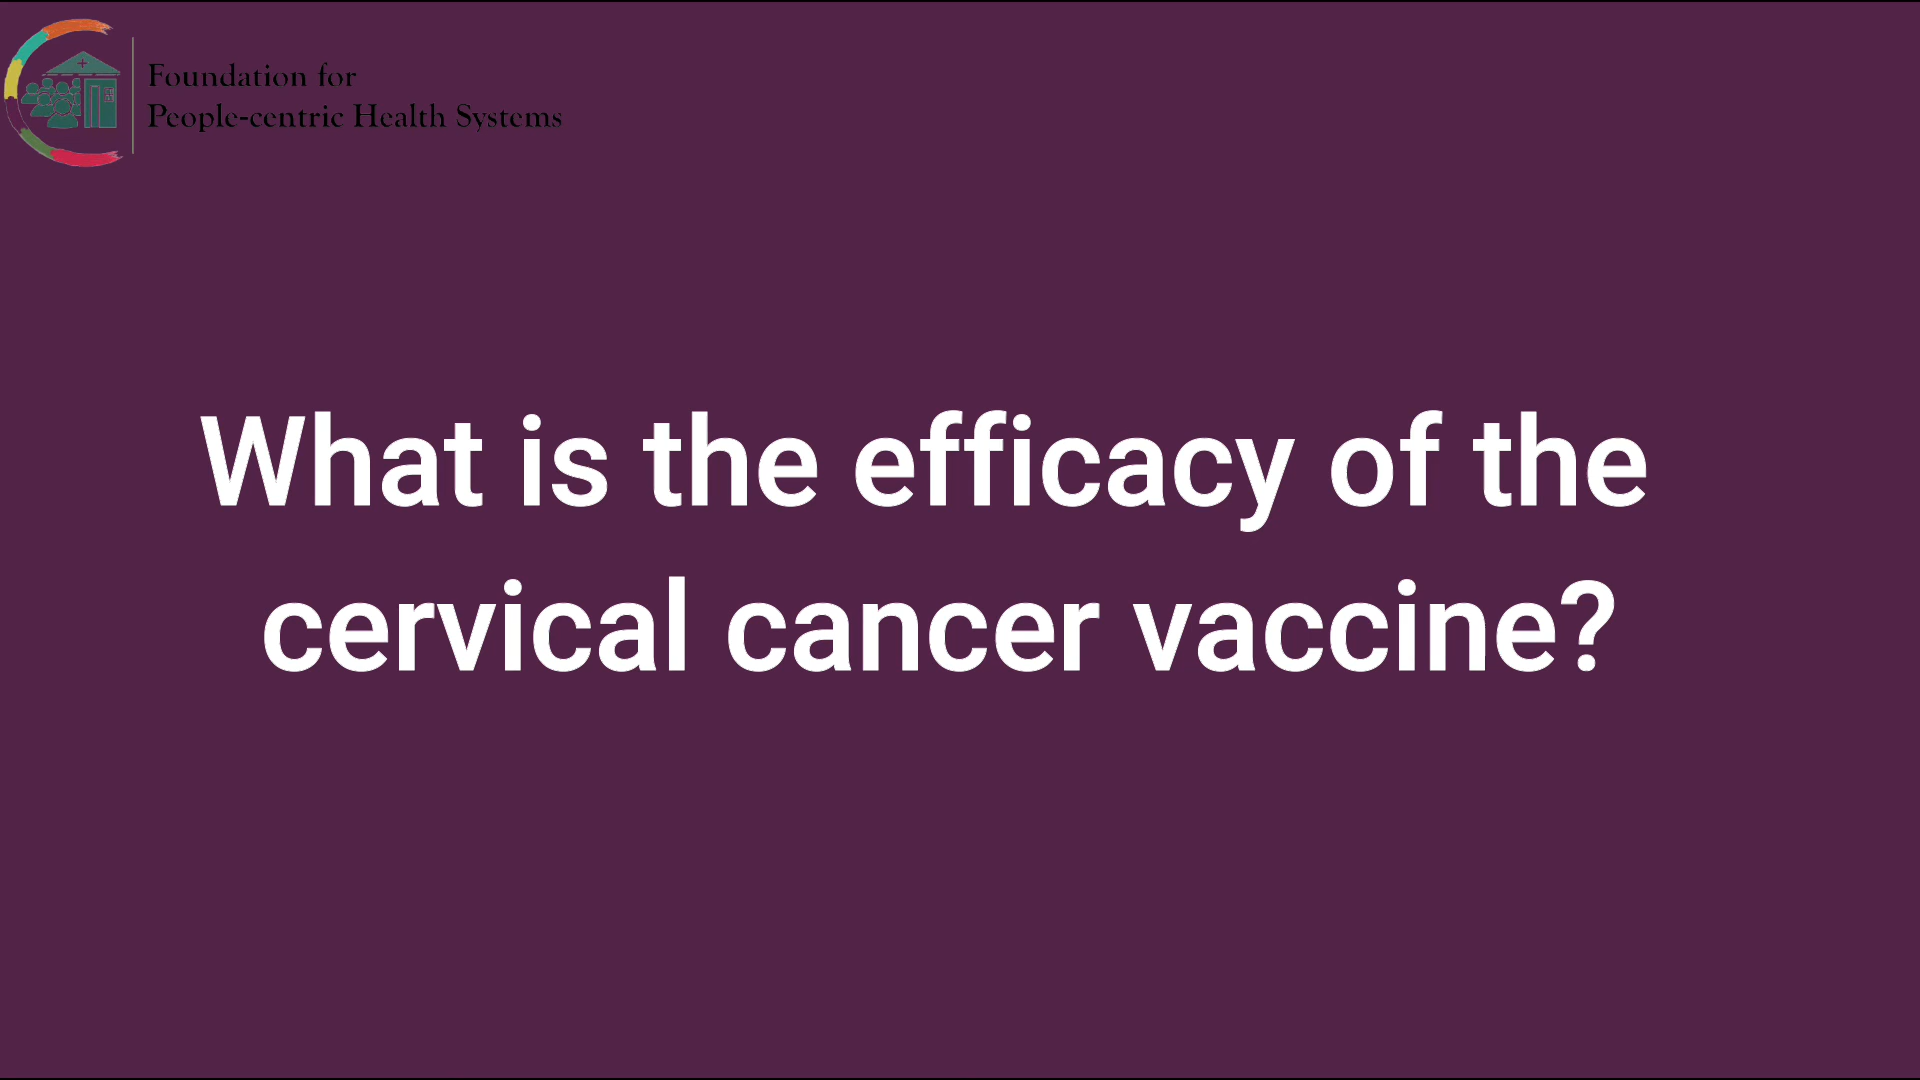 Foundation for
People-centric Health Systems
What is the efficacy of the
cervical cancer vaccine?